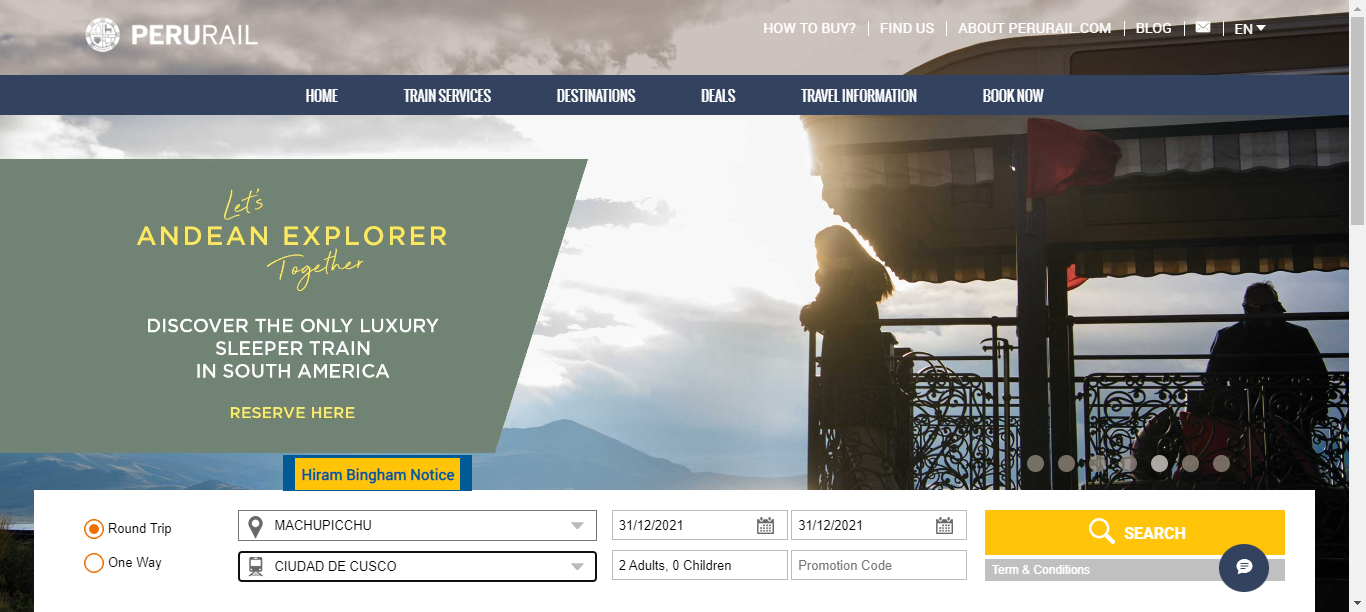 PERURAIL
HOW TO BUY?
FIND US
ABOUT PERURAIL.COM
BLOG
EN
HOME
TRAIN SERVICES
DESTINATIONS
DEALS
TRAVEL INFORMATION
BOOK NOW
Let's
ANDEAN EXPLORER
Together
DISCOVER THE ONLY LUXURY
SLEEPER TRAIN
IN SOUTH AMERICA
RESERVE HERE
Hiram Bingham Notice
Round Trip
One Way
MACHUPICCHU
CIUDAD DE CUSCO
31/12/2021
31/12/2021
2 Adults, 0 Children
Promotion Code
SEARCH
Term & Conditions